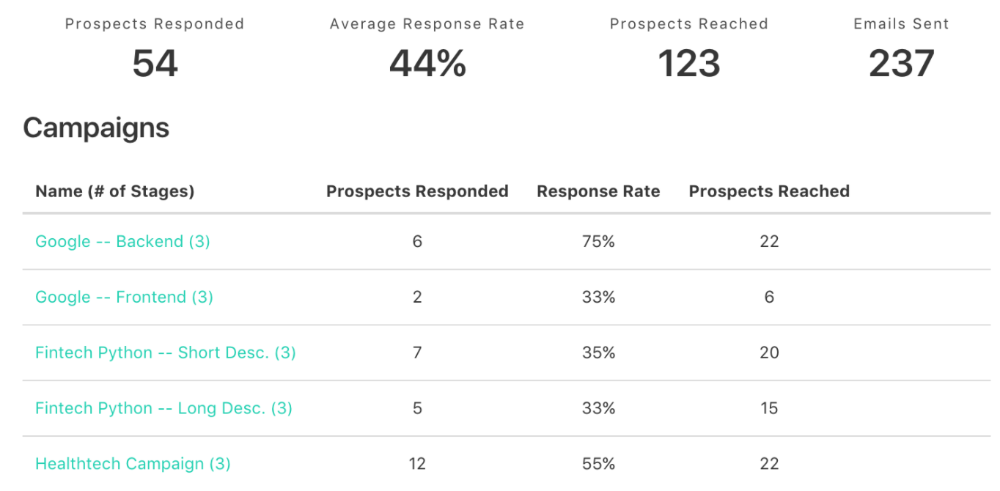 Prospects Responded Average Response Rate Prospects Reached Emails Sent
54 44% 123 237
Campaigns
Name (# of Stages) Prospects Responded Response Rate Prospects Reached
Google -- Backend (3) 6 75% 22
Google -- Frontend (3) 2 33% 6
Fintech Python -- Short Desc. (3) 7 35% 20
Fintech Python -- Long Desc. (3) 5 33% 15
Healthtech Campaign (3) 12 55% 22